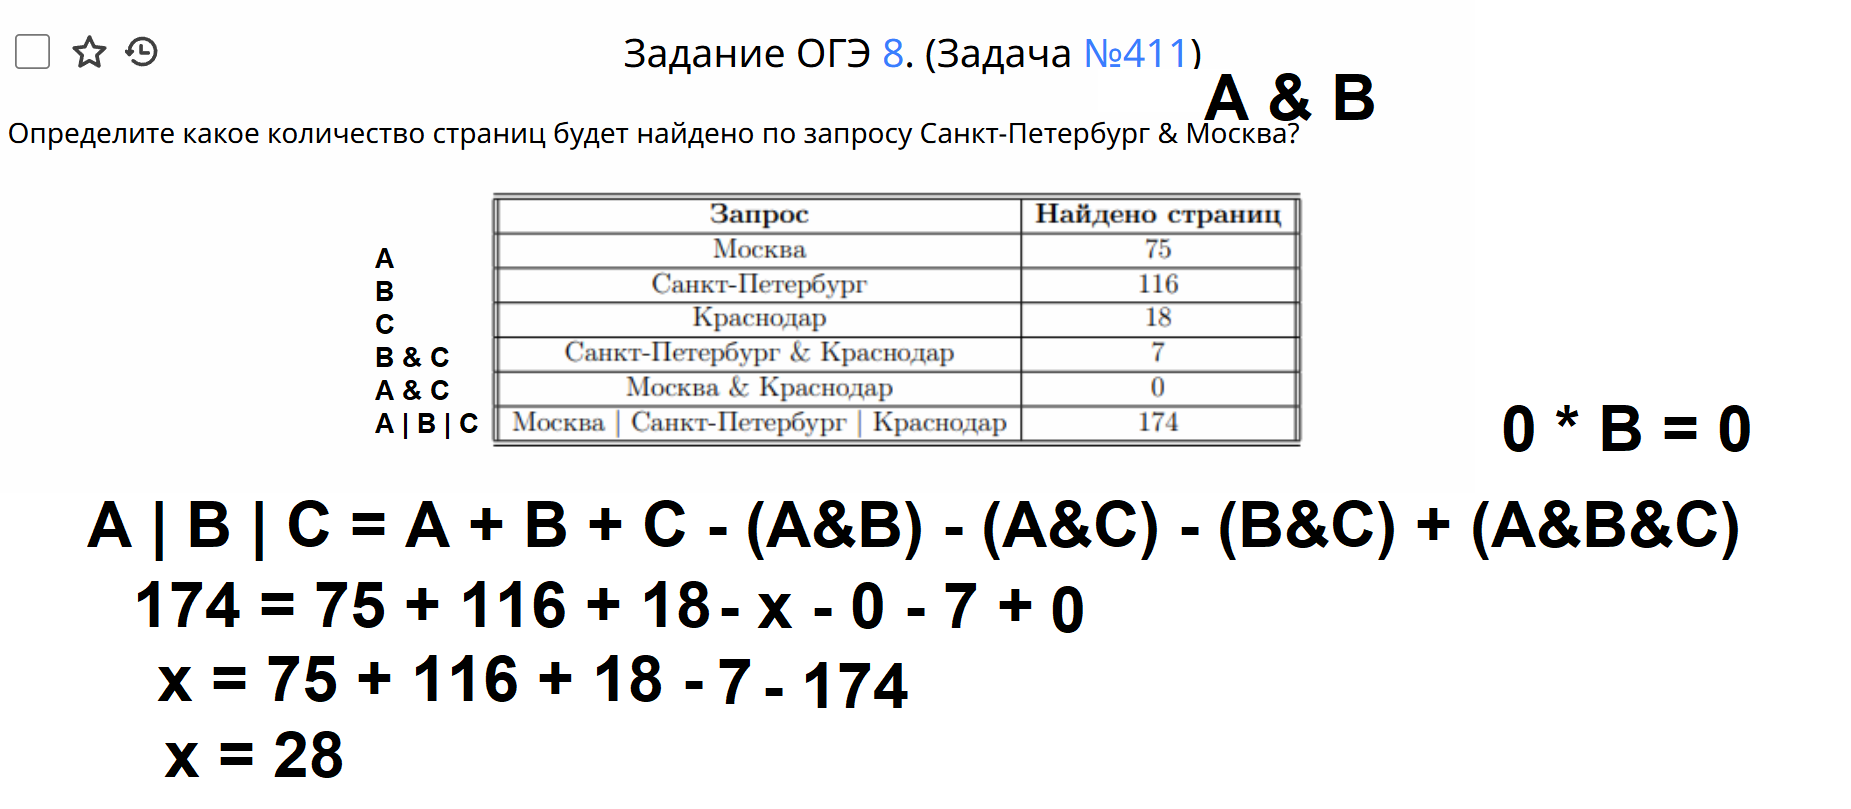 Задание ОГЭ 8. (Задача №411)
A & B
Определите какое количество страниц будет найдено по запросу Санкт-Петербург & Москва?
Запрос Найдено страниц
A Москва 75
B Санкт-Петербург 116
C Краснодар 18
B & C Санкт-Петербург & Краснодар 7
A & C Москва & Краснодар 0
A | B | C Москва | Санкт-Петербург | Краснодар 174
0 * B = 0
A | B | C = A + B + C - (A&B) - (A&C) - (B&C) + (A&B&C)
174 = 75 + 116 + 18 - x - 0 - 7 + 0
x = 75 + 116 + 18 - 7 - 174
x = 28